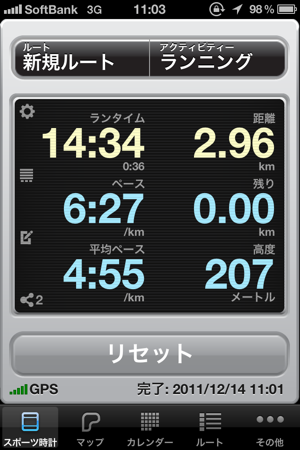 SoftBank 3G 11:03 98%
ルート アクティビティー
新規ルート ランニング
ランタイム 距離
14:34 2.96
0:36 km
ペース 残り
6:27 0.00
/km km
平均ペース 高度
4:55 207
/km メートル
2
リセット
GPS 完了: 2011/12/14 11:01
スポーツ時計 マップ カレンダー ルート その他